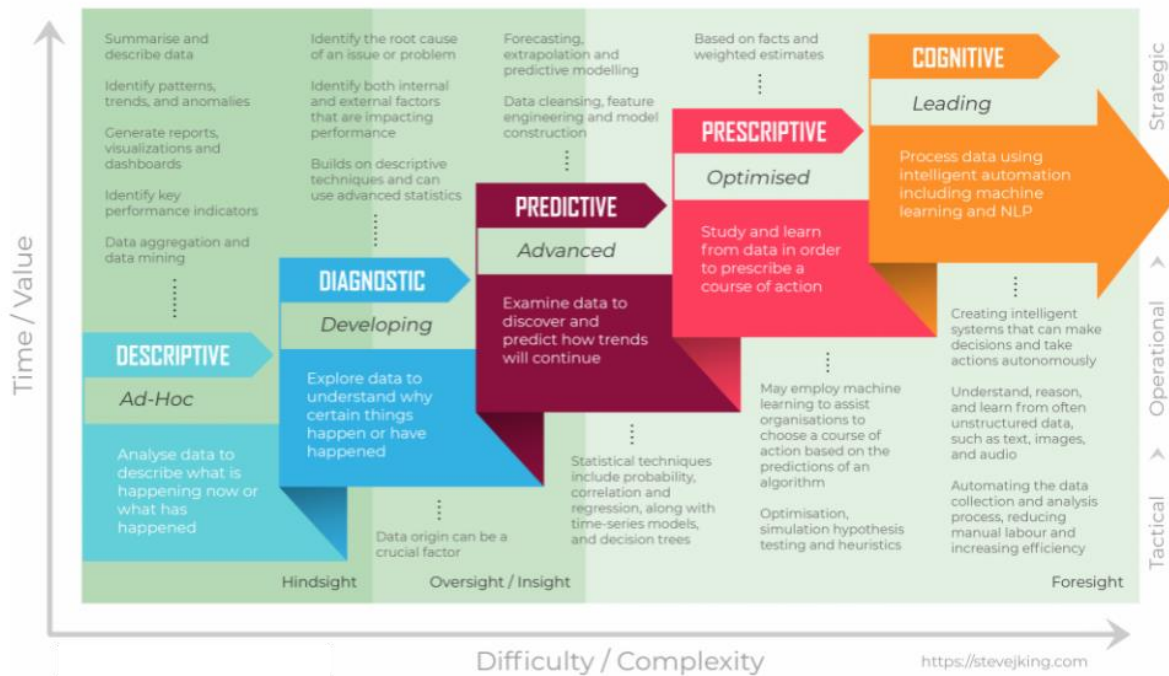 Time / Value
Summarise and
describe data
Identify patterns,
trends, and anomalies
Generate reports,
visualizations and
dashboards
Identify key
performance indicators
Data aggregation and
data mining
DESCRIPTIVE
Ad-Hoc
Analyse data to
describe what is
happening now or
what has
happened
Identify the root cause
of an issue or problem
Identify both internal
and external factors
that are impacting
performance
Builds on descriptive
techniques and can
use advanced statistics
DIAGNOSTIC
Developing
Explore data to
understand why
certain things
happen or have
happened
Data origin can be a
crucial factor
Forecasting,
extrapolation and
predictive modelling
Data cleansing, feature
engineering and model
construction
PREDICTIVE
Advanced
Examine data to
discover and
predict how trends
will continue
Statistical techniques
include probability,
correlation and
regression, along with
time-series models,
and decision trees
Based on facts and
weighted estimates
PRESCRIPTIVE
Optimised
Study and learn
from data in order
to prescribe a
course of action
May employ machine
learning to assist
organisations to
choose a course of
action based on the
predictions of an
algorithm
Optimisation,
simulation hypothesis
testing and heuristics
COGNITIVE
Leading
Process data using
intelligent automation
including machine
learning and NLP
Creating intelligent
systems that can make
decisions and take
actions autonomously
Understand, reason,
and learn from often
unstructured data,
such as text, images,
and audio
Automating the data
collection and analysis
process, reducing
manual labour and
increasing efficiency
Hindsight
Oversight / Insight
Foresight
Strategic
Operational
Tactical
Difficulty / Complexity
https://stevejking.com